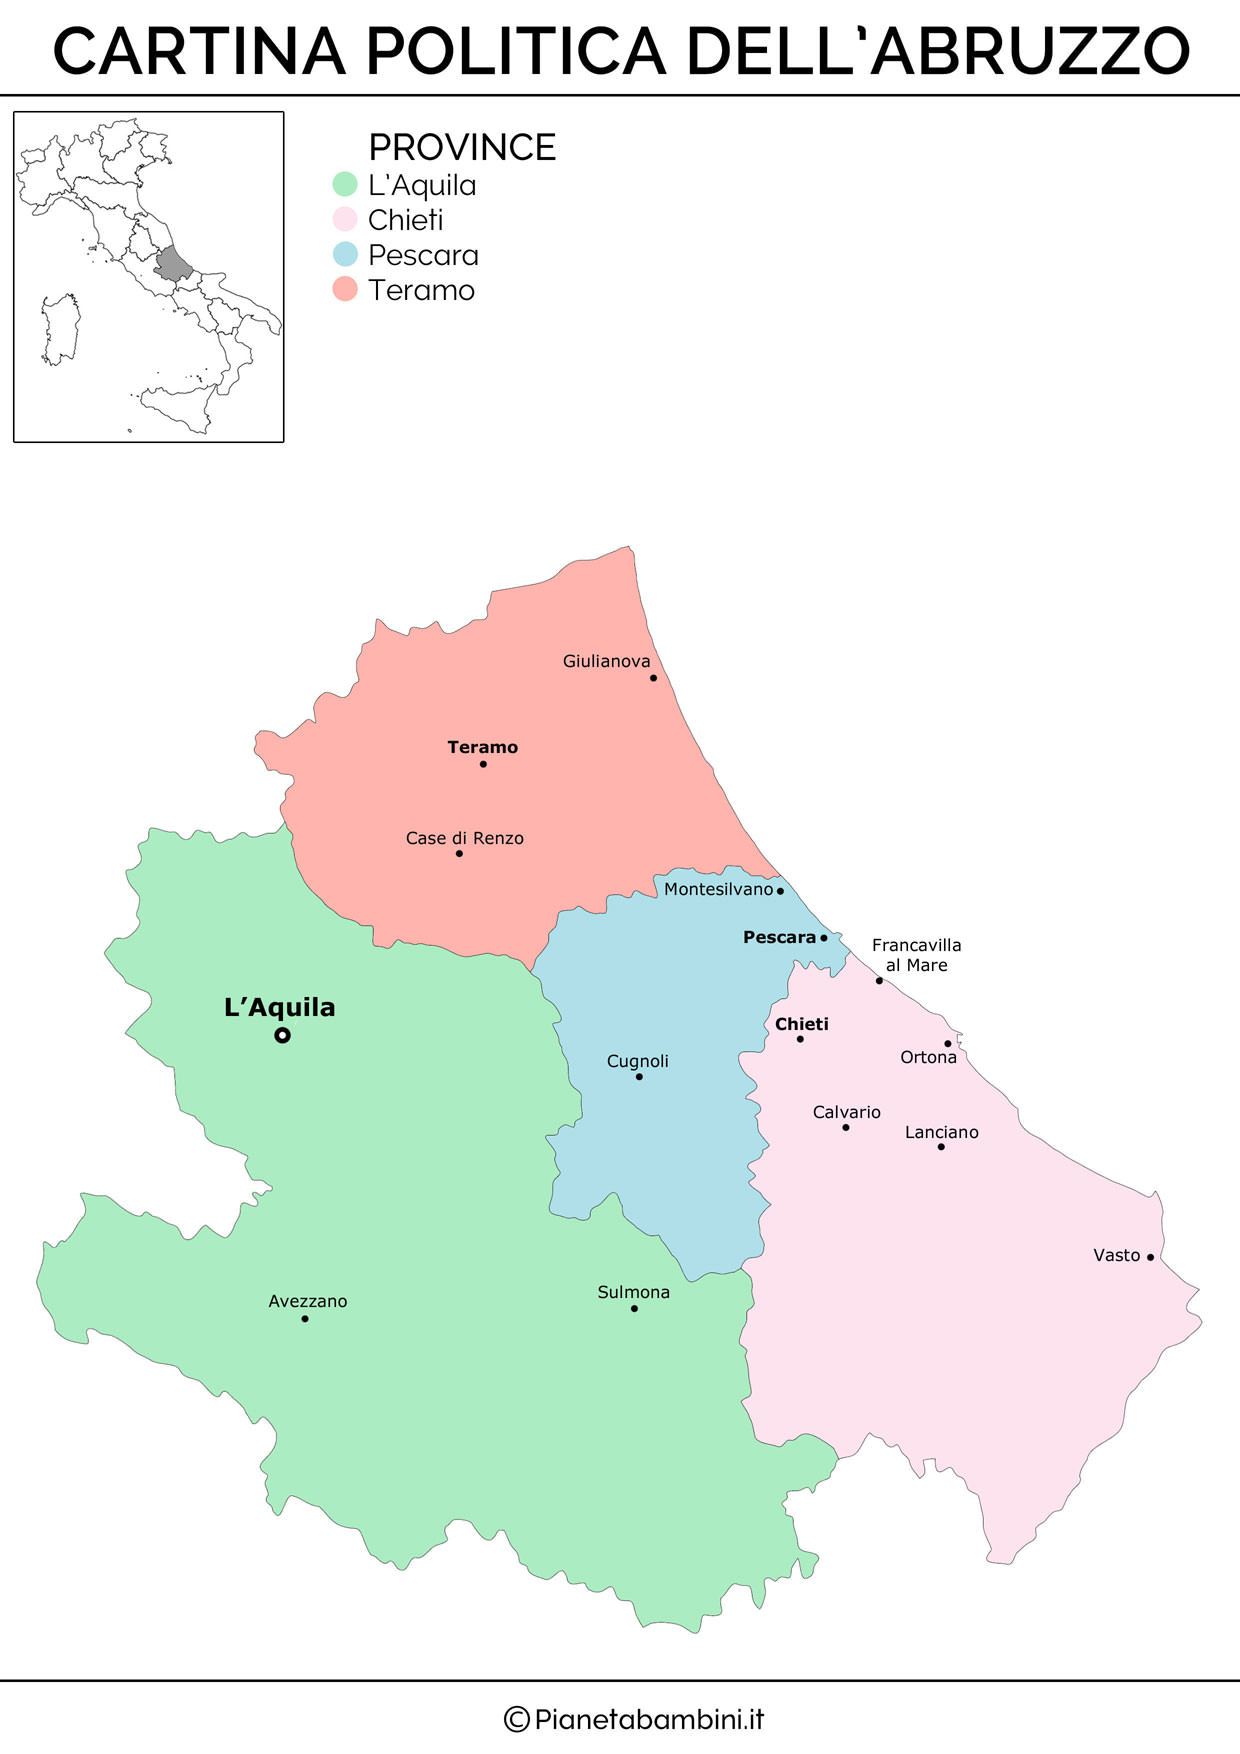 CARTINA POLITICA DELL'ABRUZZO
PROVINCE
L'Aquila
Chieti
Pescara
Teramo
Giulianova
Teramo
Case di Renzo
Montesilvano
Pescara
Francavilla
al Mare
L'Aquila
Chieti
Ortona
Cugnoli
Calvario
Lanciano
Vasto
Sulmona
Avezzano
©Pianetabambini.it